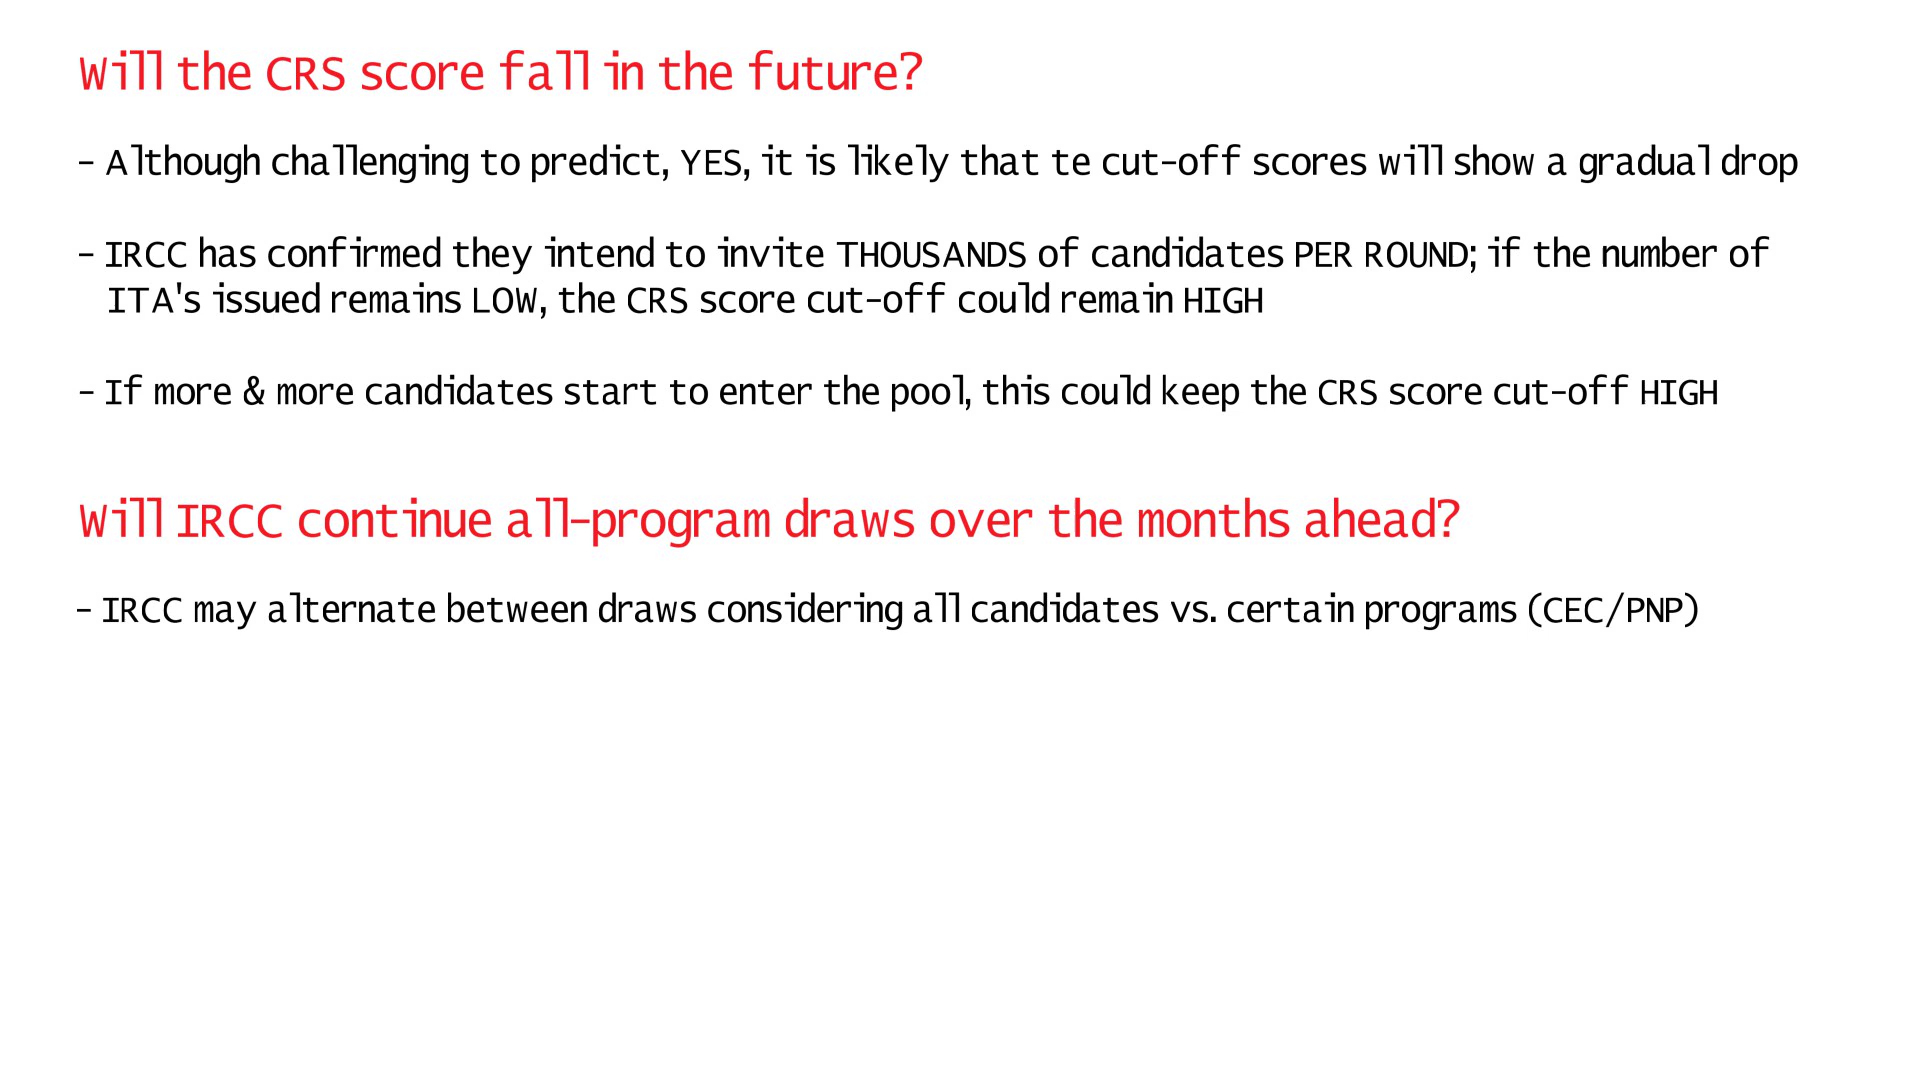 Will the CRS score fall in the future?
- Although challenging to predict, YES, it is likely that te cut-off scores will show a gradual drop
- IRCC has confirmed they intend to invite THOUSANDS of candidates PER ROUND; if the number of
ITA's issued remains LOW, the CRS score cut-off could remain HIGH
- If more & more candidates start to enter the pool, this could keep the CRS score cut-off HIGH
Will IRCC continue all-program draws over the months ahead?
- IRCC may alternate between draws considering all candidates vs. certain programs (CEC/PNP)